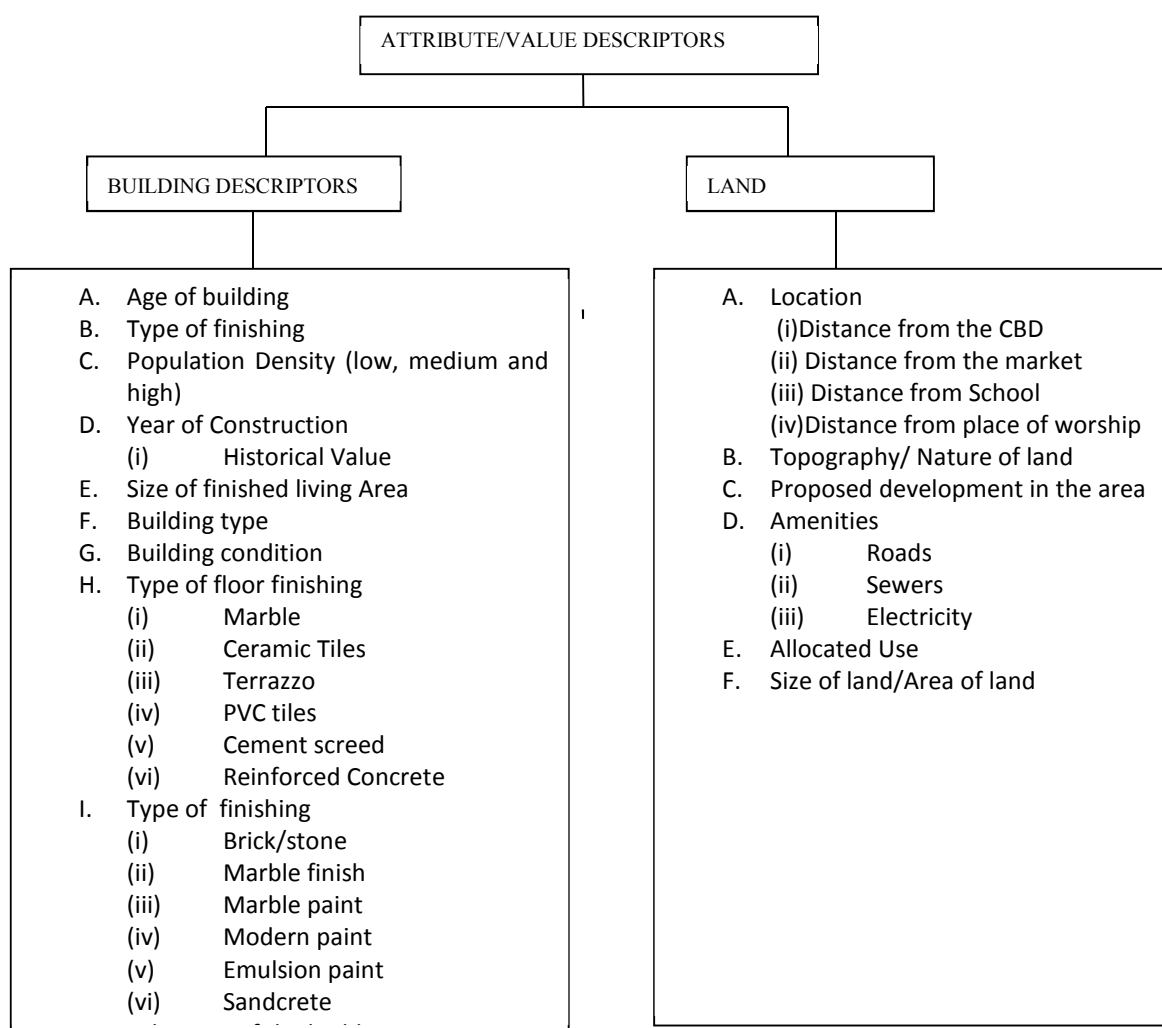 ATTRIBUTE/VALUE DESCRIPTORS
BUILDING DESCRIPTORS
LAND
A. Age of building
B. Type of finishing
C. Population Density (low, medium and
high)
D. Year of Construction
(i) Historical Value
E. Size of finished living Area
F. Building type
G. Building condition
H. Type of floor finishing
(i) Marble
(ii) Ceramic Tiles
(iii) Terrazzo
(iv) PVC tiles
(v) Cement screed
(vi) Reinforced Concrete
I. Type of finishing
(i) Brick/stone
(ii) Marble finish
(iii) Marble paint
(iv) Modern paint
(v) Emulsion paint
(vi) Sandcrete
A. Location
(i)Distance from the CBD
(ii) Distance from the market
(iii) Distance from School
(iv)Distance from place of worship
B. Topography/ Nature of land
C. Proposed development in the area
D. Amenities
(i) Roads
(ii) Sewers
(iii) Electricity
E. Allocated Use
F. Size of land/Area of land